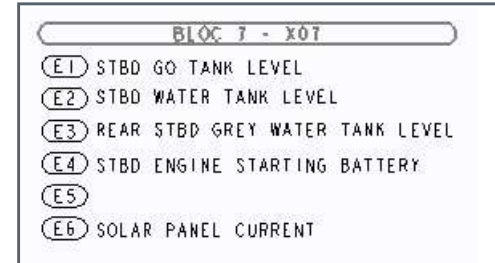 BLOC 7 - X07
E1 STBD GO TANK LEVEL
E2 STBD WATER TANK LEVEL
E3 REAR STBD GREY WATER TANK LEVEL
E4 STBD ENGINE STARTING BATTERY
E5
E6 SOLAR PANEL CURRENT